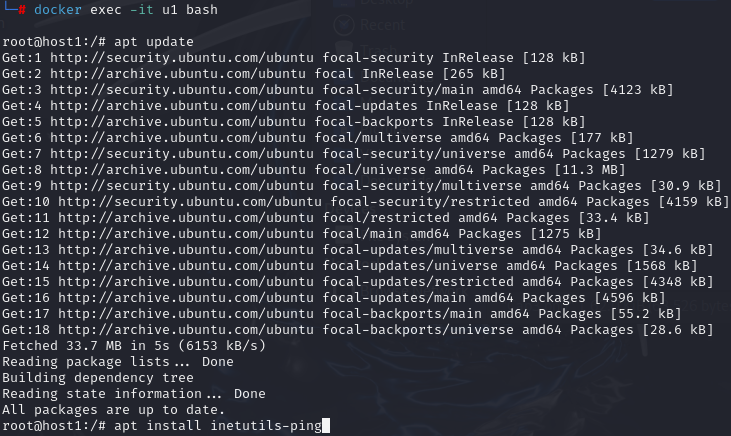 └─# docker exec -it u1 bash
root@host1:/# apt update
Get:1 http://security.ubuntu.com/ubuntu focal-security InRelease [128 kB]
Get:2 http://archive.ubuntu.com/ubuntu focal InRelease [265 kB]
Get:3 http://security.ubuntu.com/ubuntu focal-security/main amd64 Packages [4123 kB]
Get:4 http://archive.ubuntu.com/ubuntu focal-updates InRelease [128 kB]
Get:5 http://archive.ubuntu.com/ubuntu focal-backports InRelease [128 kB]
Get:6 http://archive.ubuntu.com/ubuntu focal/multiverse amd64 Packages [177 kB]
Get:7 http://security.ubuntu.com/ubuntu focal-security/universe amd64 Packages [1279 kB]
Get:8 http://archive.ubuntu.com/ubuntu focal/universe amd64 Packages [11.3 MB]
Get:9 http://security.ubuntu.com/ubuntu focal-security/multiverse amd64 Packages [30.9 kB]
Get:10 http://security.ubuntu.com/ubuntu focal-security/restricted amd64 Packages [4159 kB]
Get:11 http://archive.ubuntu.com/ubuntu focal/restricted amd64 Packages [33.4 kB]
Get:12 http://archive.ubuntu.com/ubuntu focal/main amd64 Packages [1275 kB]
Get:13 http://archive.ubuntu.com/ubuntu focal-updates/multiverse amd64 Packages [34.6 kB]
Get:14 http://archive.ubuntu.com/ubuntu focal-updates/universe amd64 Packages [1568 kB]
Get:15 http://archive.ubuntu.com/ubuntu focal-updates/restricted amd64 Packages [4348 kB]
Get:16 http://archive.ubuntu.com/ubuntu focal-updates/main amd64 Packages [4596 kB]
Get:17 http://archive.ubuntu.com/ubuntu focal-backports/main amd64 Packages [55.2 kB]
Get:18 http://archive.ubuntu.com/ubuntu focal-backports/universe amd64 Packages [28.6 kB]
Fetched 33.7 MB in 5s (6153 kB/s)
Reading package lists... Done
Building dependency tree
Reading state information... Done
All packages are up to date.
root@host1:/# apt install inetutils-ping